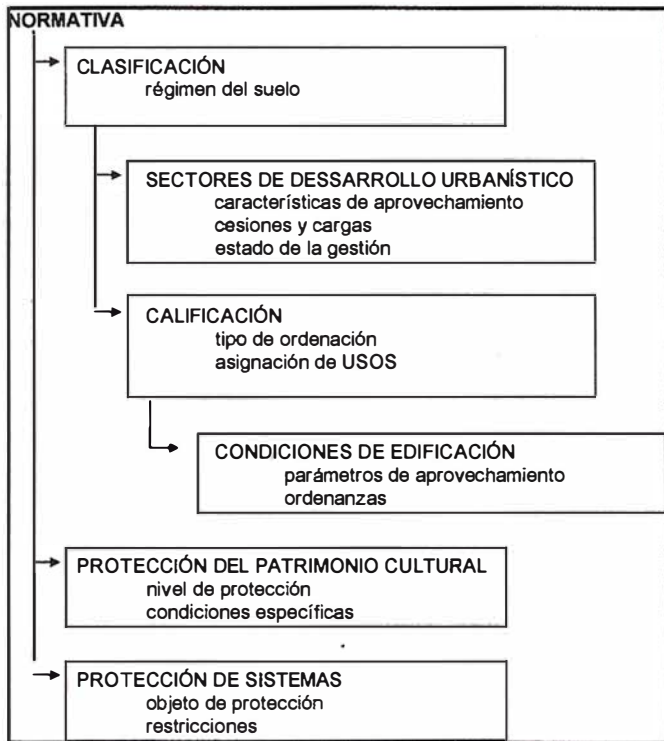 NORMATIVA
CLASIFICACIÓN
régimen del suelo
SECTORES DE DESSARROLLO URBANÍSTICO
características de aprovechamiento
cesiones y cargas
estado de la gestión
CALIFICACIÓN
tipo de ordenación
asignación de USOS
CONDICIONES DE EDIFICACIÓN
parámetros de aprovechamiento
ordenanzas
PROTECCIÓN DEL PATRIMONIO CULTURAL
nivel de protección
condiciones específicas
PROTECCIÓN DE SISTEMAS
objeto de protección
restricciones